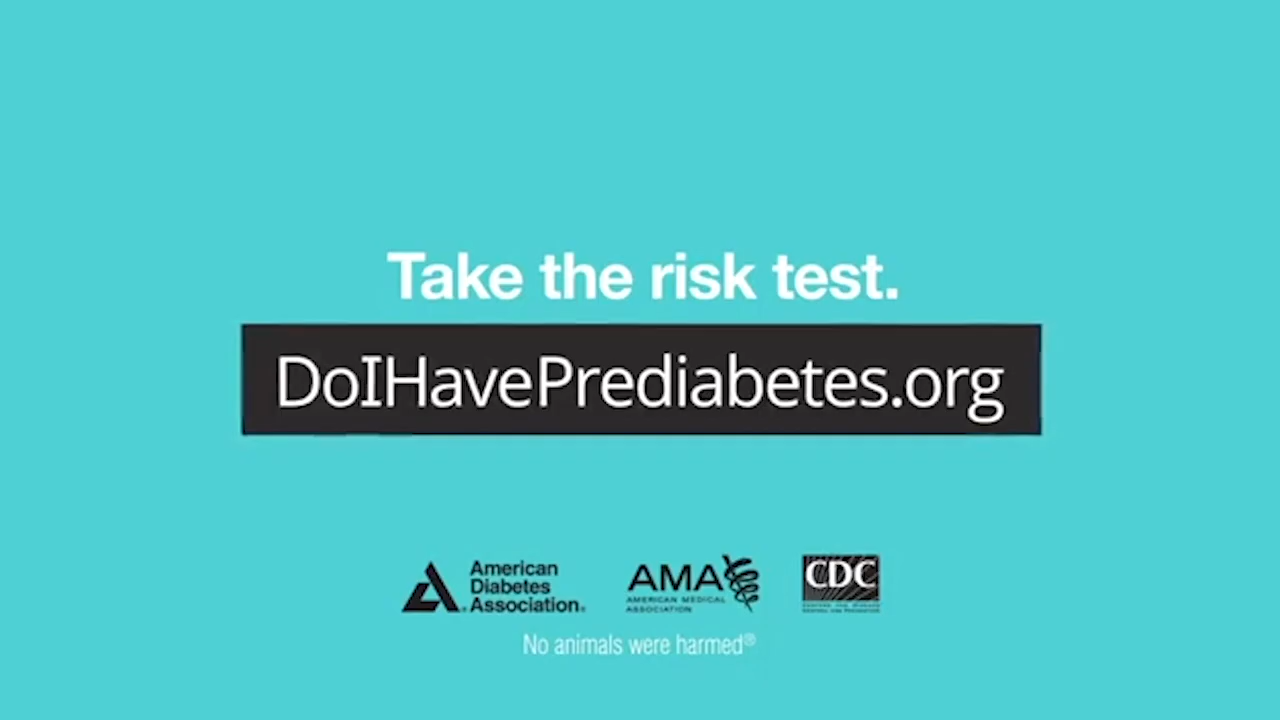 Take the risk test.
DoIHavePrediabetes.org
American
Diabetes
Association®
AMA
AMERICAN MEDICAL
ASSOCIATION
CDC
No animals were harmed®